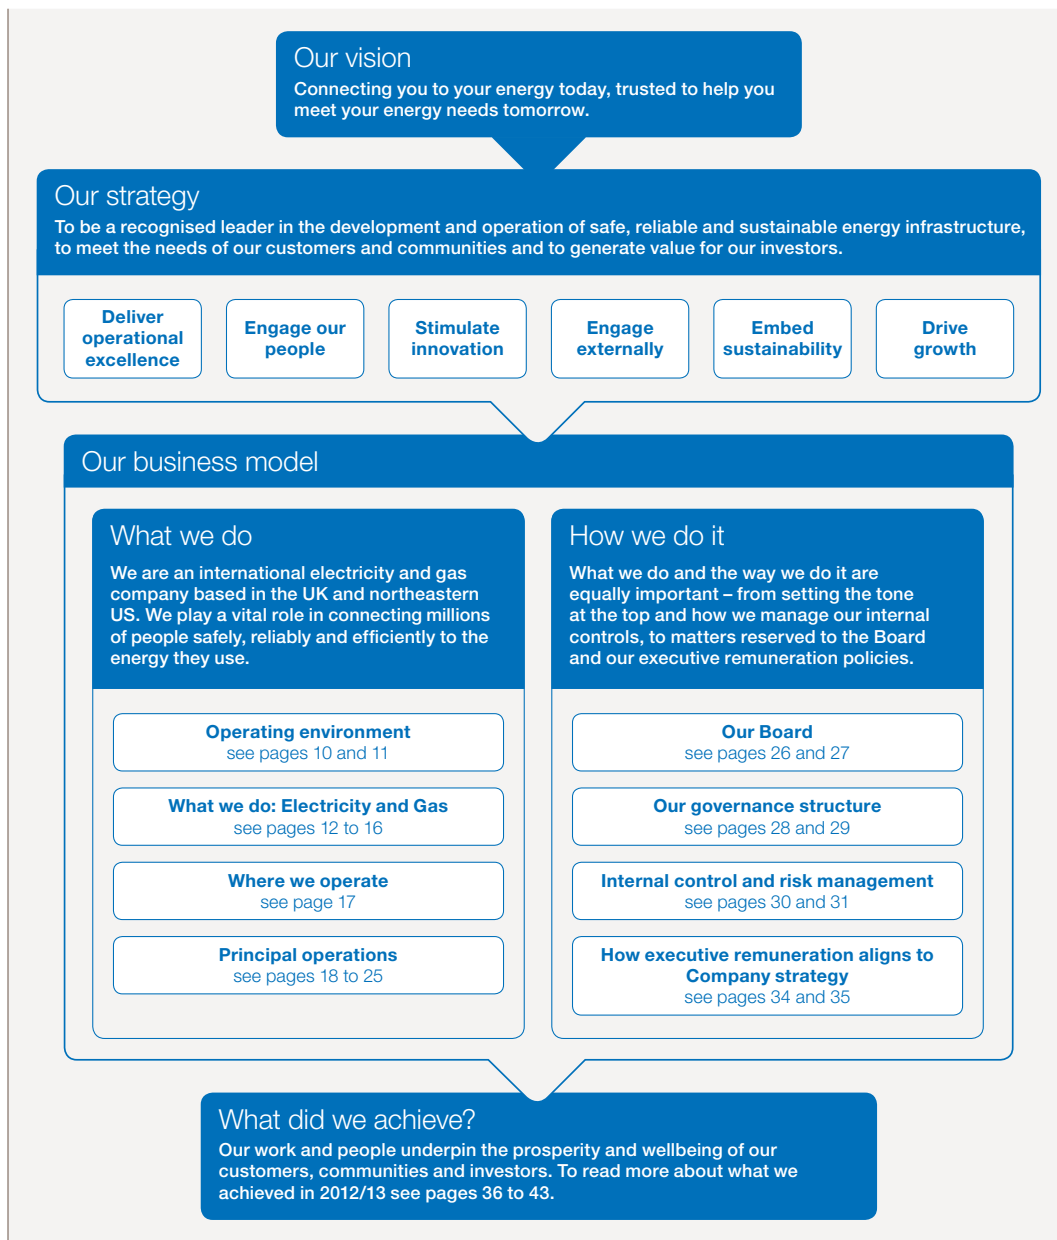 Our vision
Connecting you to your energy today, trusted to help you
meet your energy needs tomorrow.
Our strategy
To be a recognised leader in the development and operation of safe, reliable and sustainable energy infrastructure,
to meet the needs of our customers and communities and to generate value for our investors.
Deliver
operational
excellence
Engage our
people
Stimulate
innovation
Engage
externally
Embed
sustainability
Drive
growth
Our business model
What we do
We are an international electricity and gas
company based in the UK and northeastern
US. We play a vital role in connecting millions
of people safely, reliably and efficiently to the
energy they use.
Operating environment
see pages 10 and 11
What we do: Electricity and Gas
see pages 12 to 16
Where we operate
see page 17
Principal operations
see pages 18 to 25
How we do it
What we do and the way we do it are
equally important – from setting the tone
at the top and how we manage our internal
controls, to matters reserved to the Board
and our executive remuneration policies.
Our Board
see pages 26 and 27
Our governance structure
see pages 28 and 29
Internal control and risk management
see pages 30 and 31
How executive remuneration aligns to
Company strategy
see pages 34 and 35
What did we achieve?
Our work and people underpin the prosperity and wellbeing of our
customers, communities and investors. To read more about what we
achieved in 2012/13 see pages 36 to 43.